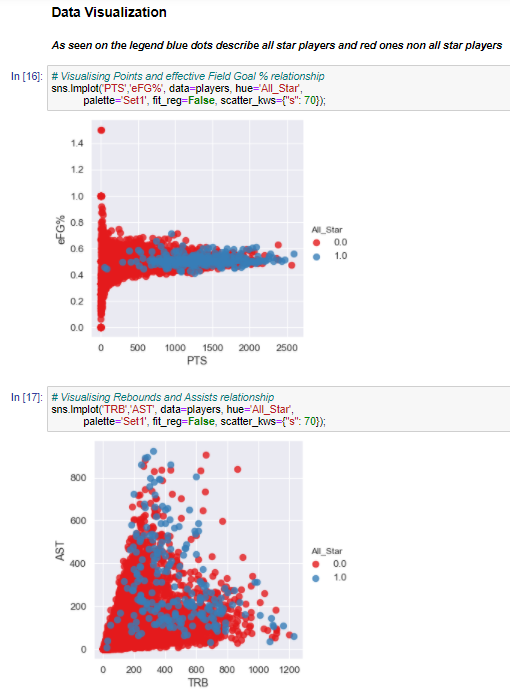 Data Visualization
As seen on the legend blue dots describe all star players and red ones non all star players
In [16]: # Visualising Points and effective Field Goal % relationship
sns.lmplot('PTS','eFG%', data=players, hue='All_Star',
palette='Set1', fit_reg=False, scatter_kws={"s": 70});
1.4
1.2
1.0
0.8
0.6
0.4
0.2
0.0
eFG%
0 500 1000 1500 2000 2500
PTS
All_Star
0.0
1.0
In [17]: # Visualising Rebounds and Assists relationship
sns.lmplot('TRB','AST', data=players, hue='All_Star',
palette='Set1', fit_reg=False, scatter_kws={"s": 70});
800
600
400
200
0
AST
0 200 400 600 800 1000 1200
TRB
All_Star
0.0
1.0